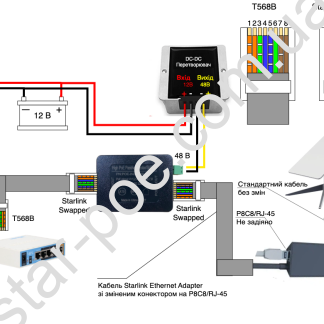 T568B
Sta
1 2 3 4 5 6 7 8
DC-DC
Перетворювач
Вхід Вихід
12В 48В
− +
12 В
48 В
Starlink
Swapped
Starlink
Swapped
T568B
Стандартний кабель
без змін
P8C8/RJ-45
Не задіяно
Кабель Starlink Ethernet Adapter
зі зміненим конектором на P8C8/RJ-45
star-poe.com.ua